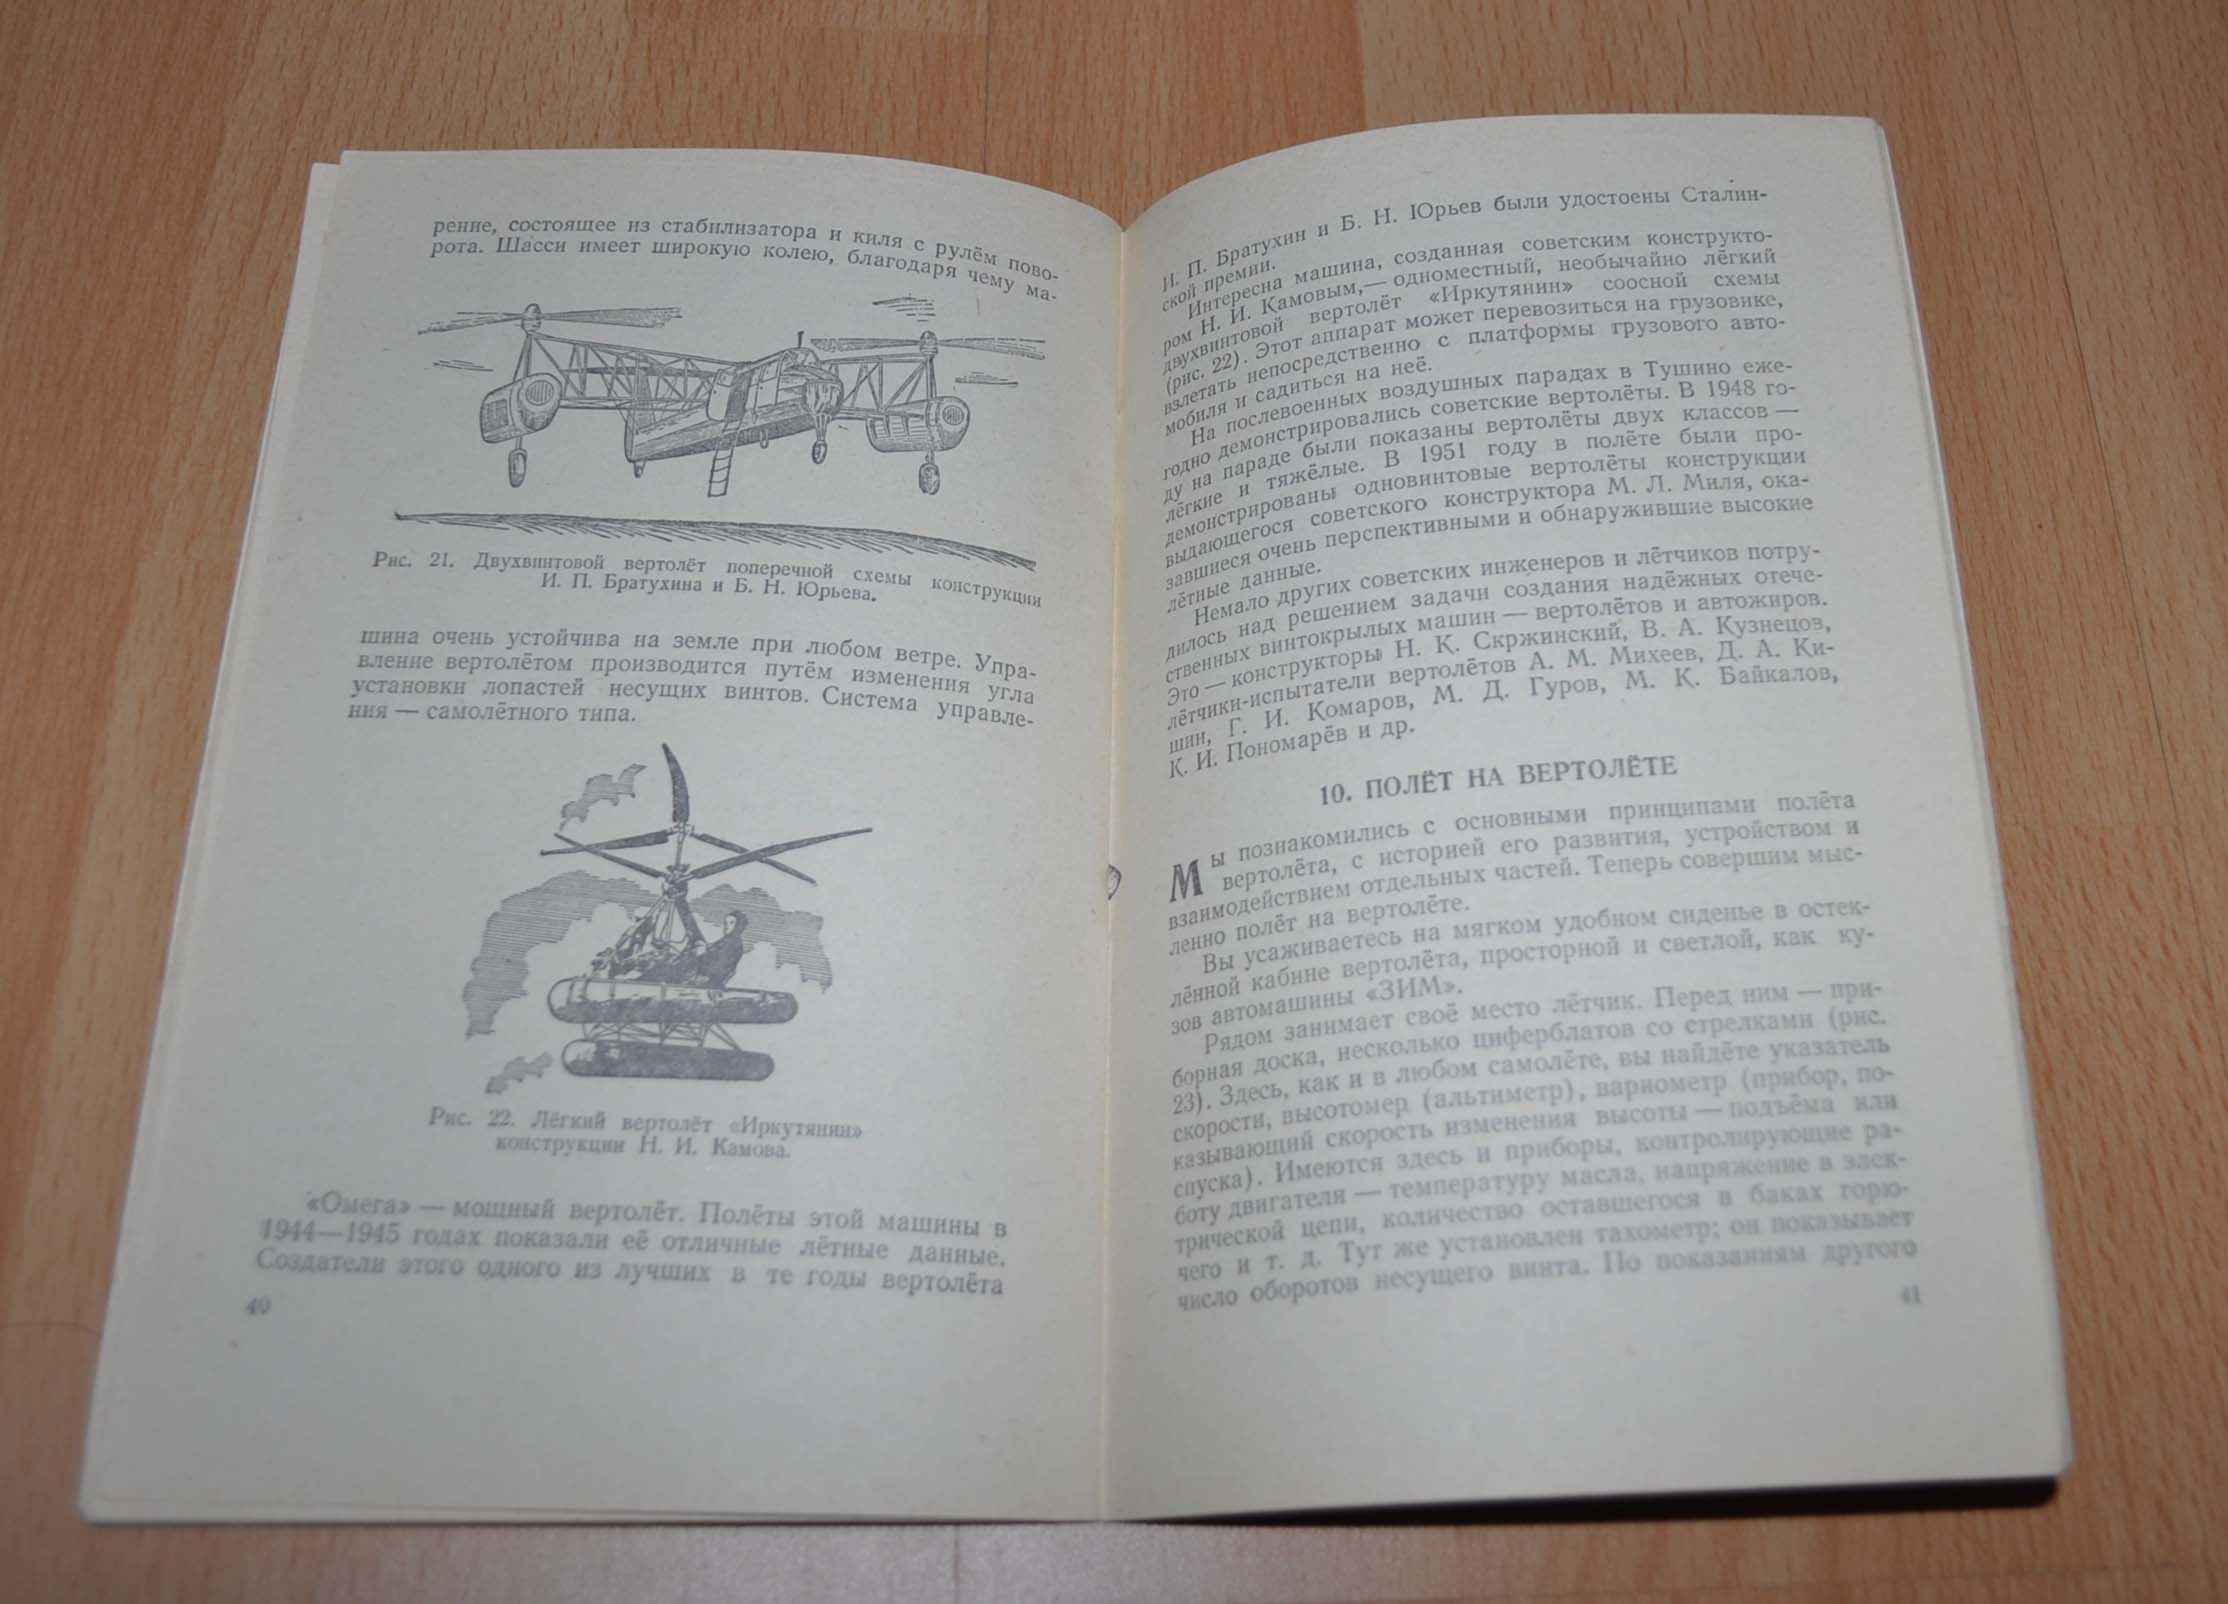 рение, состоящее из стабилизатора и киля с рулём пово-
рота. Шасси имеет широкую колею, благодаря чему ма-
Рис. 21. Двухвинтовой вертолёт поперечной схемы конструкции
И. П. Братухина и Б. Н. Юрьева.
шина очень устойчива на земле при любом ветре. Упра-
вление вертолётом производится путём изменения угла
установки лопастей несущих винтов. Система управле-
ния — самолётного типа.
Рис. 22. Лёгкий вертолёт «Иркутянин»
конструкции Н. И. Камова.
«Омега» — мощный вертолёт. Полёты этой машины в
1944—1945 годах показали её отличные лётные данные.
Создатели этого одного из лучших в те годы вертолёта
40
И. П. Братухин и Б. Н. Юрьев были удостоены Сталин-
ской премии.
Интересна машина, созданная советским конструкто-
ром Н. И. Камовым,— одноместный, необычайно лёгкий
двухвинтовой вертолёт «Иркутянин» соосной схемы
(рис. 22). Этот аппарат может перевозиться на грузовике,
взлетать непосредственно с платформы грузового авто-
мобиля и садиться на неё.
На послевоенных воздушных парадах в Тушино еже-
годно демонстрировались советские вертолёты. В 1948 го-
ду на параде были показаны вертолёты двух классов —
лёгкие и тяжёлые. В 1951 году в полёте были про-
демонстрированы одновинтовые вертолёты конструкции
выдающегося советского конструктора М. Л. Миля, ока-
завшиеся очень перспективными и обнаружившие высокие
лётные данные.
Немало других советских инженеров и лётчиков потру-
дилось над решением задачи создания надёжных отече-
ственных винтокрылых машин — вертолётов и автожиров.
Это — конструкторы Н. К. Скржинский, В. А. Кузнецов,
лётчики-испытатели вертолётов А. М. Михеев, Д. А. Ки-
шин, Г. И. Комаров, М. Д. Гуров, М. К. Байкалов,
К. И. Пономарёв и др.
10. ПОЛЁТ НА ВЕРТОЛЁТЕ
Мы познакомились с основными принципами полёта
вертолёта, с историей его развития, устройством и
взаимодействием отдельных частей. Теперь совершим мыс-
ленно полёт на вертолёте.
Вы усаживаетесь на мягком удобном сиденье в остек-
лённой кабине вертолёта, просторной и светлой, как ку-
зов автомашины «ЗИМ».
Рядом занимает своё место лётчик. Перед ним — при-
борная доска, несколько циферблатов со стрелками (рис.
23). Здесь, как и в любом самолёте, вы найдёте указатель
скорости, высотомер (альтиметр), вариометр (прибор, по-
казывающий скорость изменения высоты — подъёма или
спуска). Имеются здесь и приборы, контролирующие ра-
боту двигателя — температуру масла, напряжение в элек-
трической цепи, количество оставшегося в баках горю-
чего и т. д. Тут же установлен тахометр; он показывает
число оборотов несущего винта. По показаниям другого
41